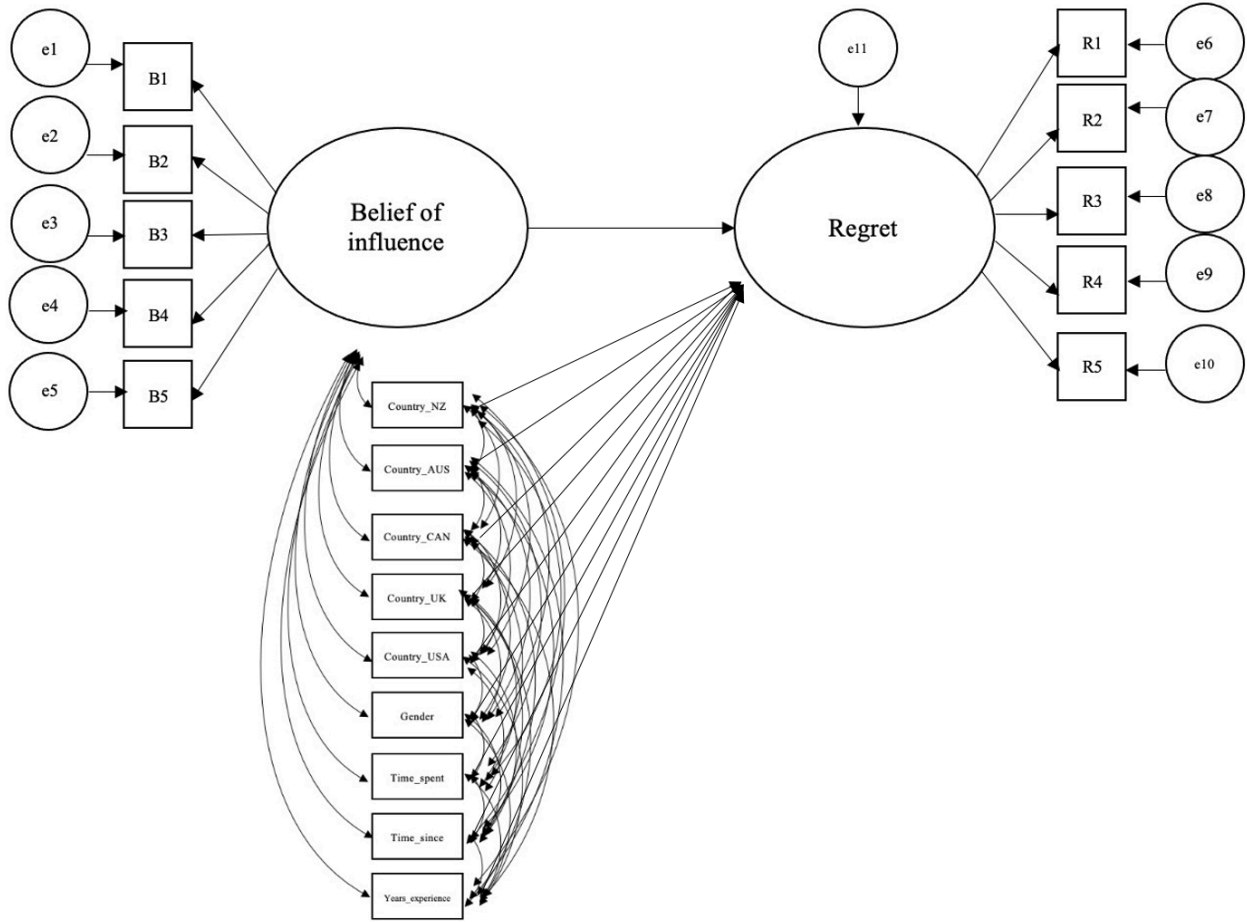 e1
B1
e2
B2
e3
B3
e4
B4
e5
B5
Belief of
influence
e11
Regret
R1
e6
R2
e7
R3
e8
R4
e9
R5
e10
Country_NZ
Country_AUS
Country_CAN
Country_UK
Country_USA
Gender
Time_spent
Time_since
Years_experience